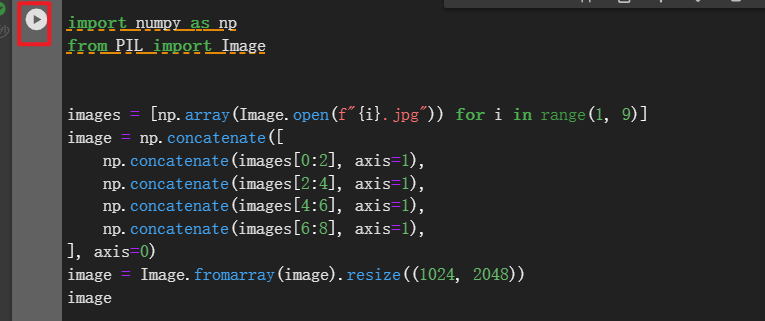 import numpy as np
from PIL import Image
images = [np.array(Image.open(f"{i}.jpg")) for i in range(1, 9)]
image = np.concatenate([
    np.concatenate(images[0:2], axis=1),
    np.concatenate(images[2:4], axis=1),
    np.concatenate(images[4:6], axis=1),
    np.concatenate(images[6:8], axis=1),
], axis=0)
image = Image.fromarray(image).resize((1024, 2048))
image